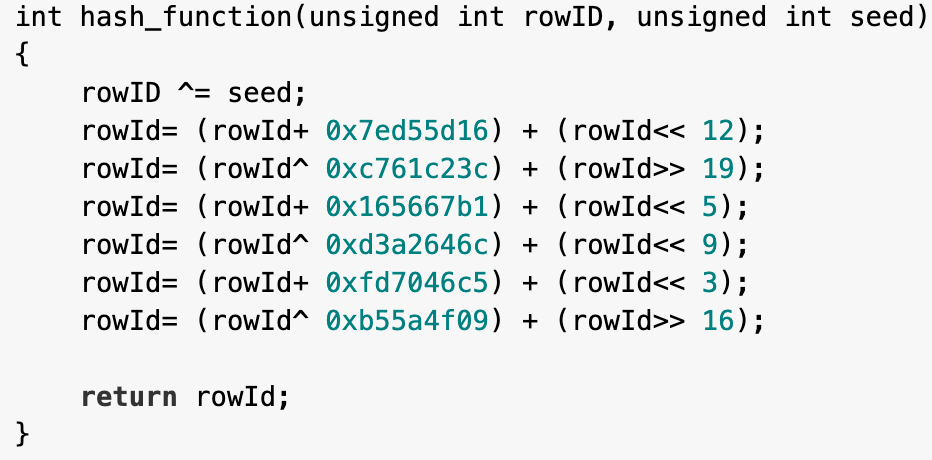 int hash_function(unsigned int rowID, unsigned int seed)
{
    rowID ^= seed;
    rowId= (rowId+ 0x7ed55d16) + (rowId<< 12);
    rowId= (rowId^ 0xc761c23c) + (rowId>> 19);
    rowId= (rowId+ 0x165667b1) + (rowId<< 5);
    rowId= (rowId^ 0xd3a2646c) + (rowId<< 9);
    rowId= (rowId+ 0xfd7046c5) + (rowId<< 3);
    rowId= (rowId^ 0xb55a4f09) + (rowId>> 16);

    return rowId;
}